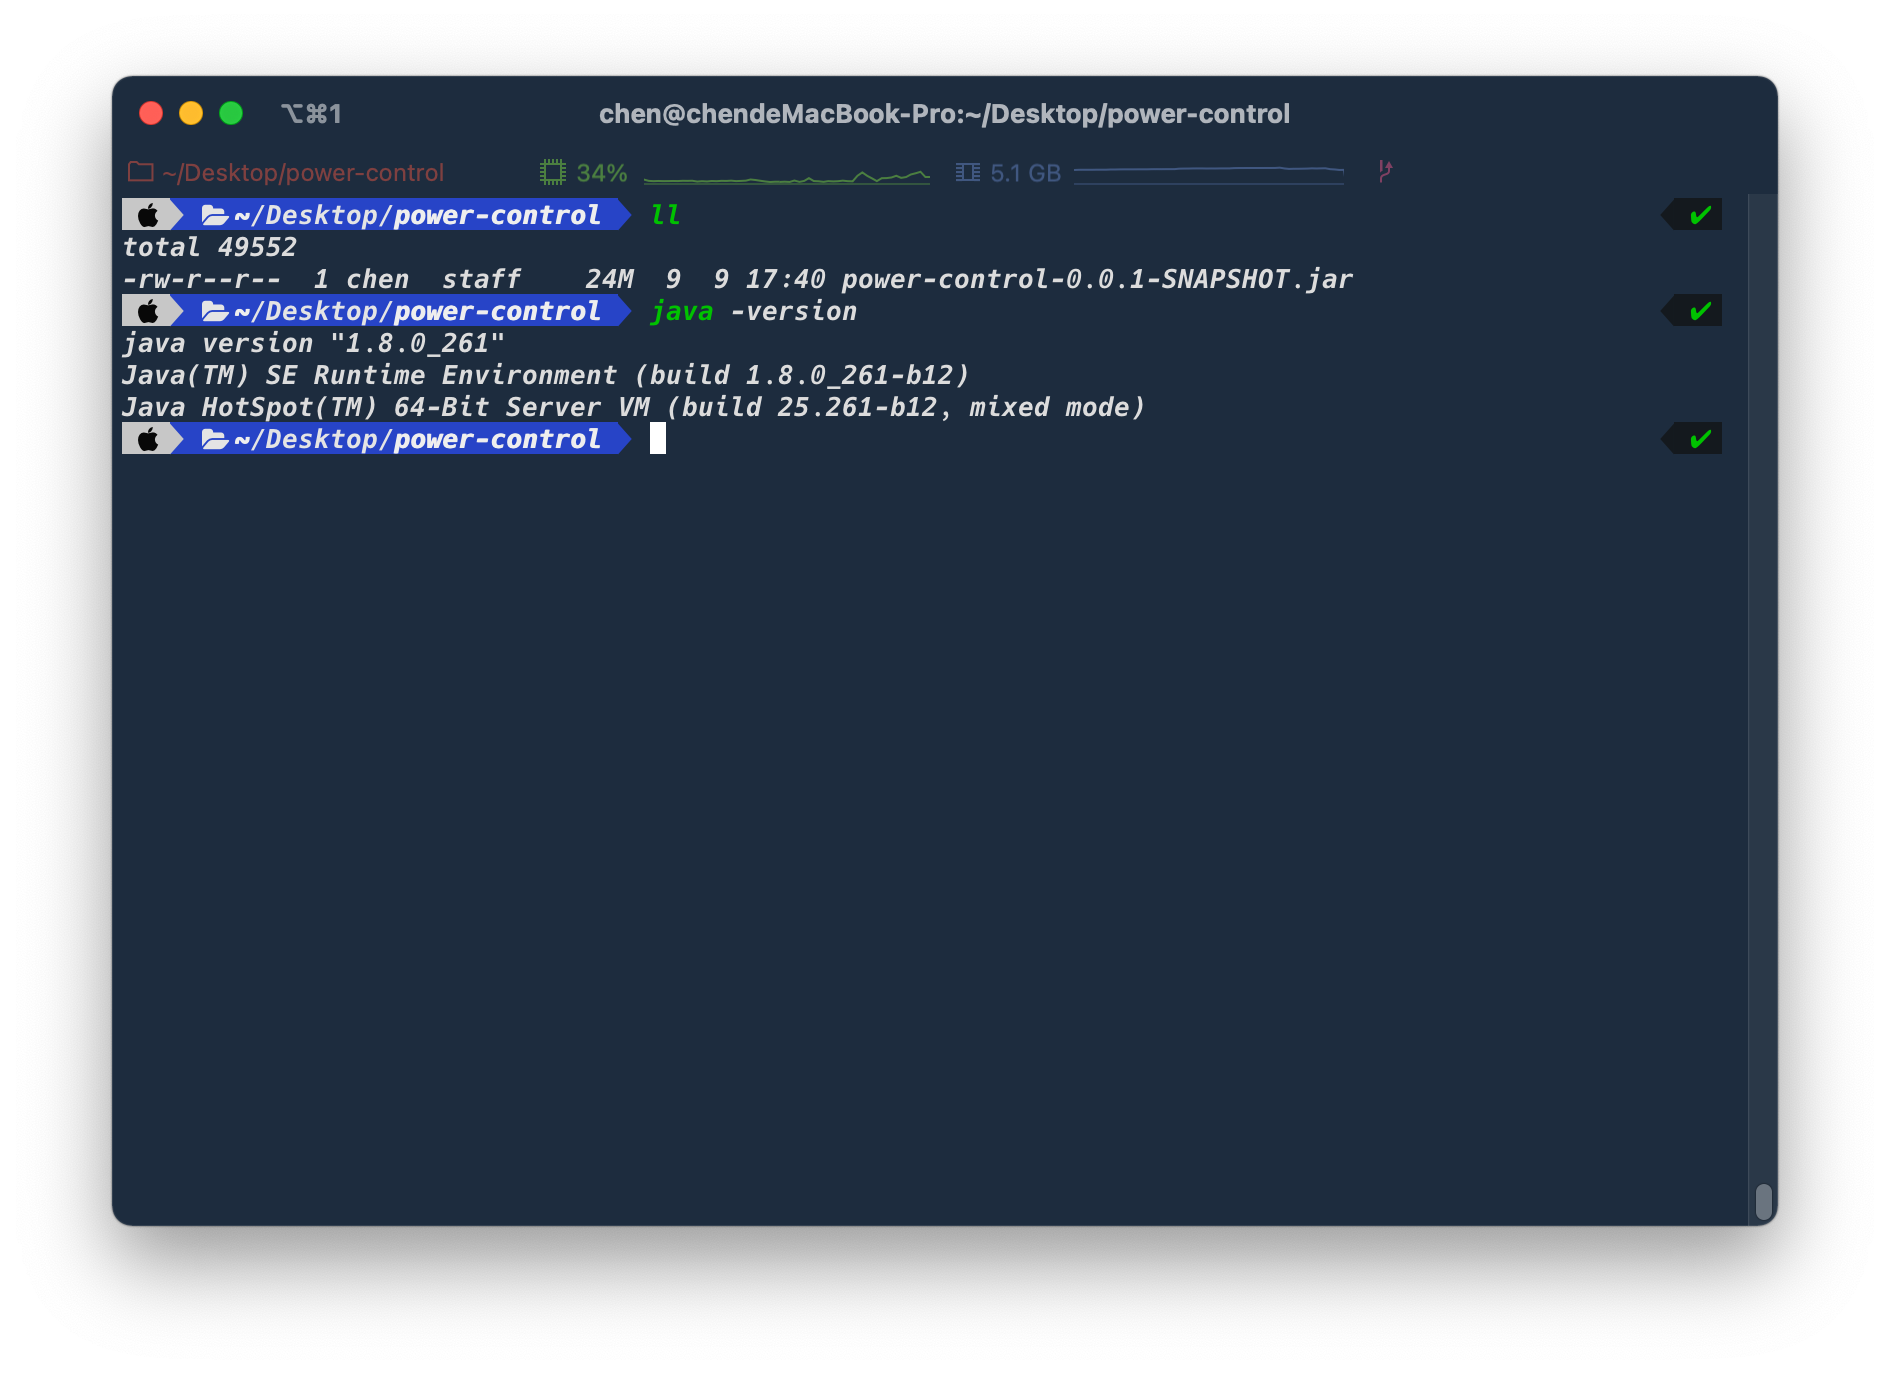 ⌥⌘1 chen@chendeMacBook-Pro:~/Desktop/power-control
~/Desktop/power-control 34% 5.1 GB
~/Desktop/power-control ll ✔
total 49552
-rw-r--r--  1 chen  staff    24M  9  9 17:40 power-control-0.0.1-SNAPSHOT.jar
~/Desktop/power-control java -version ✔
java version "1.8.0_261"
Java(TM) SE Runtime Environment (build 1.8.0_261-b12)
Java HotSpot(TM) 64-Bit Server VM (build 25.261-b12, mixed mode)
~/Desktop/power-control ✔